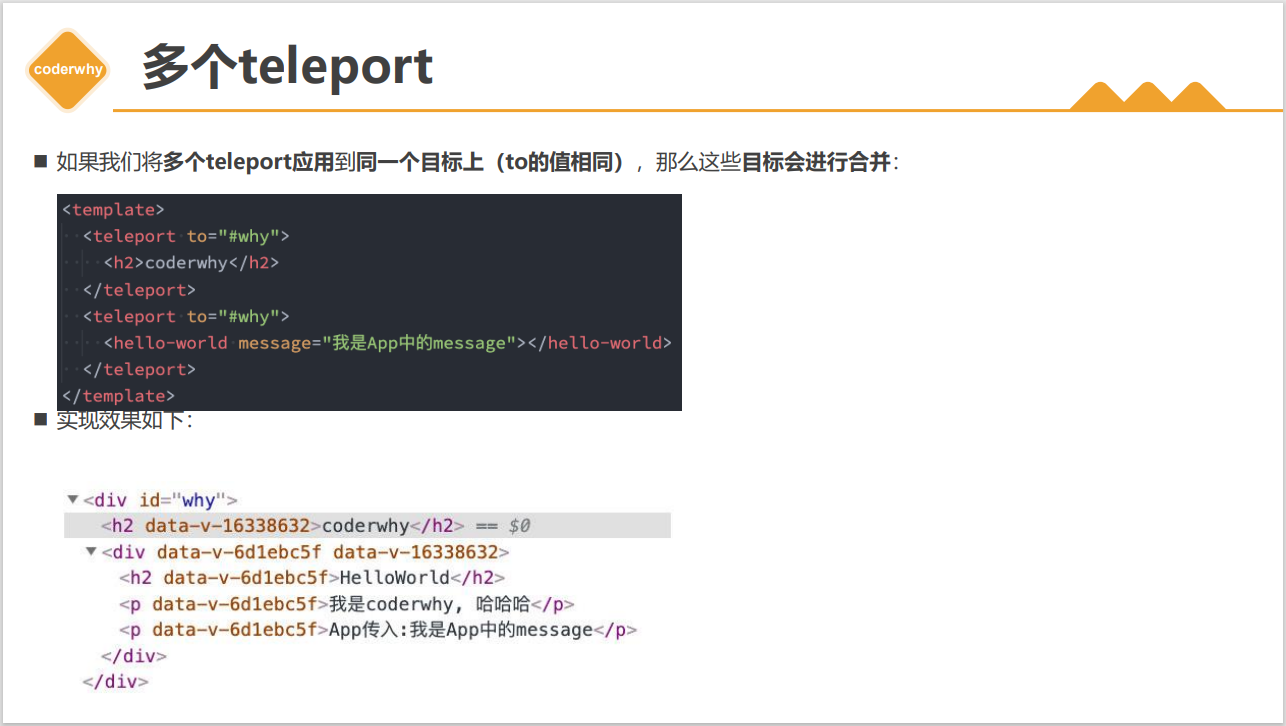 coderwhy
多个teleport
■ 如果我们将多个teleport应用到同一个目标上（to的值相同），那么这些目标会进行合并：
<template>
<teleport to="#why">
<h2>coderwhy</h2>
</teleport>
<teleport to="#why">
<hello-world message="我是App中的message"></hello-world>
</teleport>
</template>
■ 实现效果如下：
▼<div id="why">
<h2 data-v-16338632>coderwhy</h2> == $0
▼<div data-v-6d1ebc5f data-v-16338632>
<h2 data-v-6d1ebc5f>HelloWorld</h2>
<p data-v-6d1ebc5f>我是coderwhy, 哈哈哈</p>
<p data-v-6d1ebc5f>App传入:我是App中的message</p>
</div>
</div>